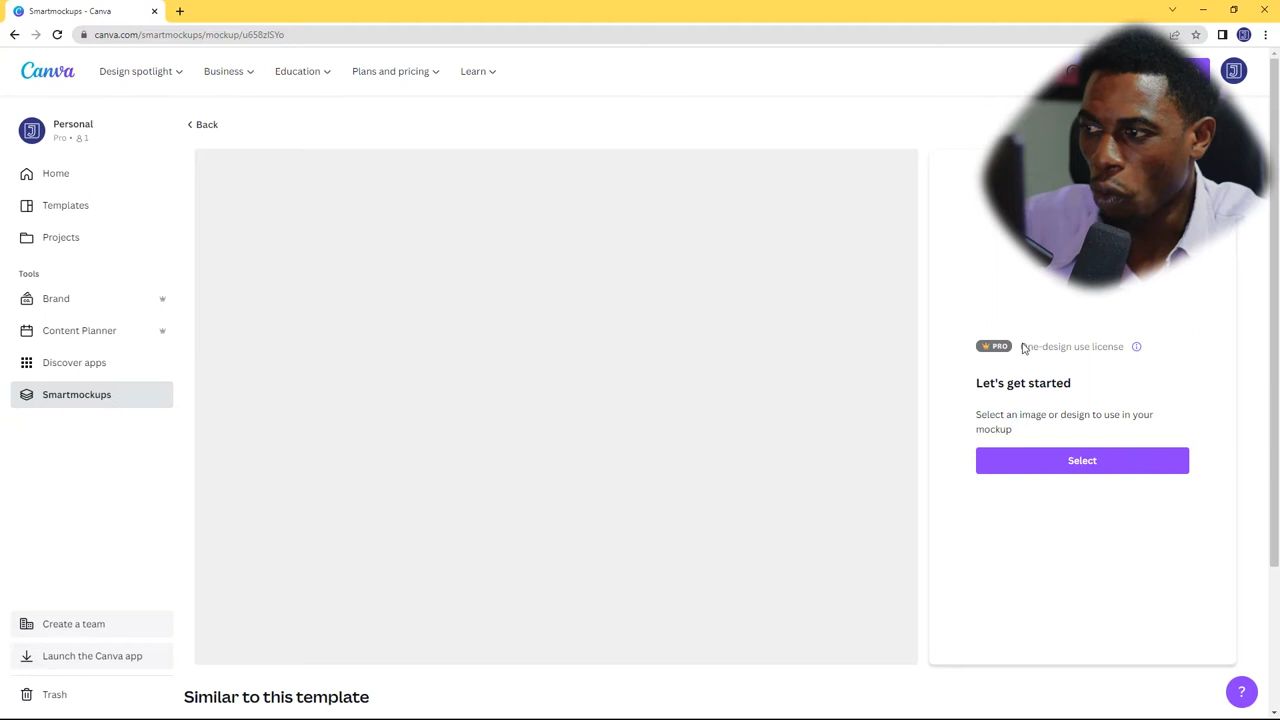 Smartmockups - Canva
canva.com/smartmockups/mockup/u658zISYo
Canva
Design spotlight
Business
Education
Plans and pricing
Learn
Personal
Pro • 1
Back
Home
Templates
Projects
Tools
Brand
Content Planner
Discover apps
Smartmockups
PRO
One-design use license
Let's get started
Select an image or design to use in your
mockup
Select
Create a team
Launch the Canva app
Trash
Similar to this template
?